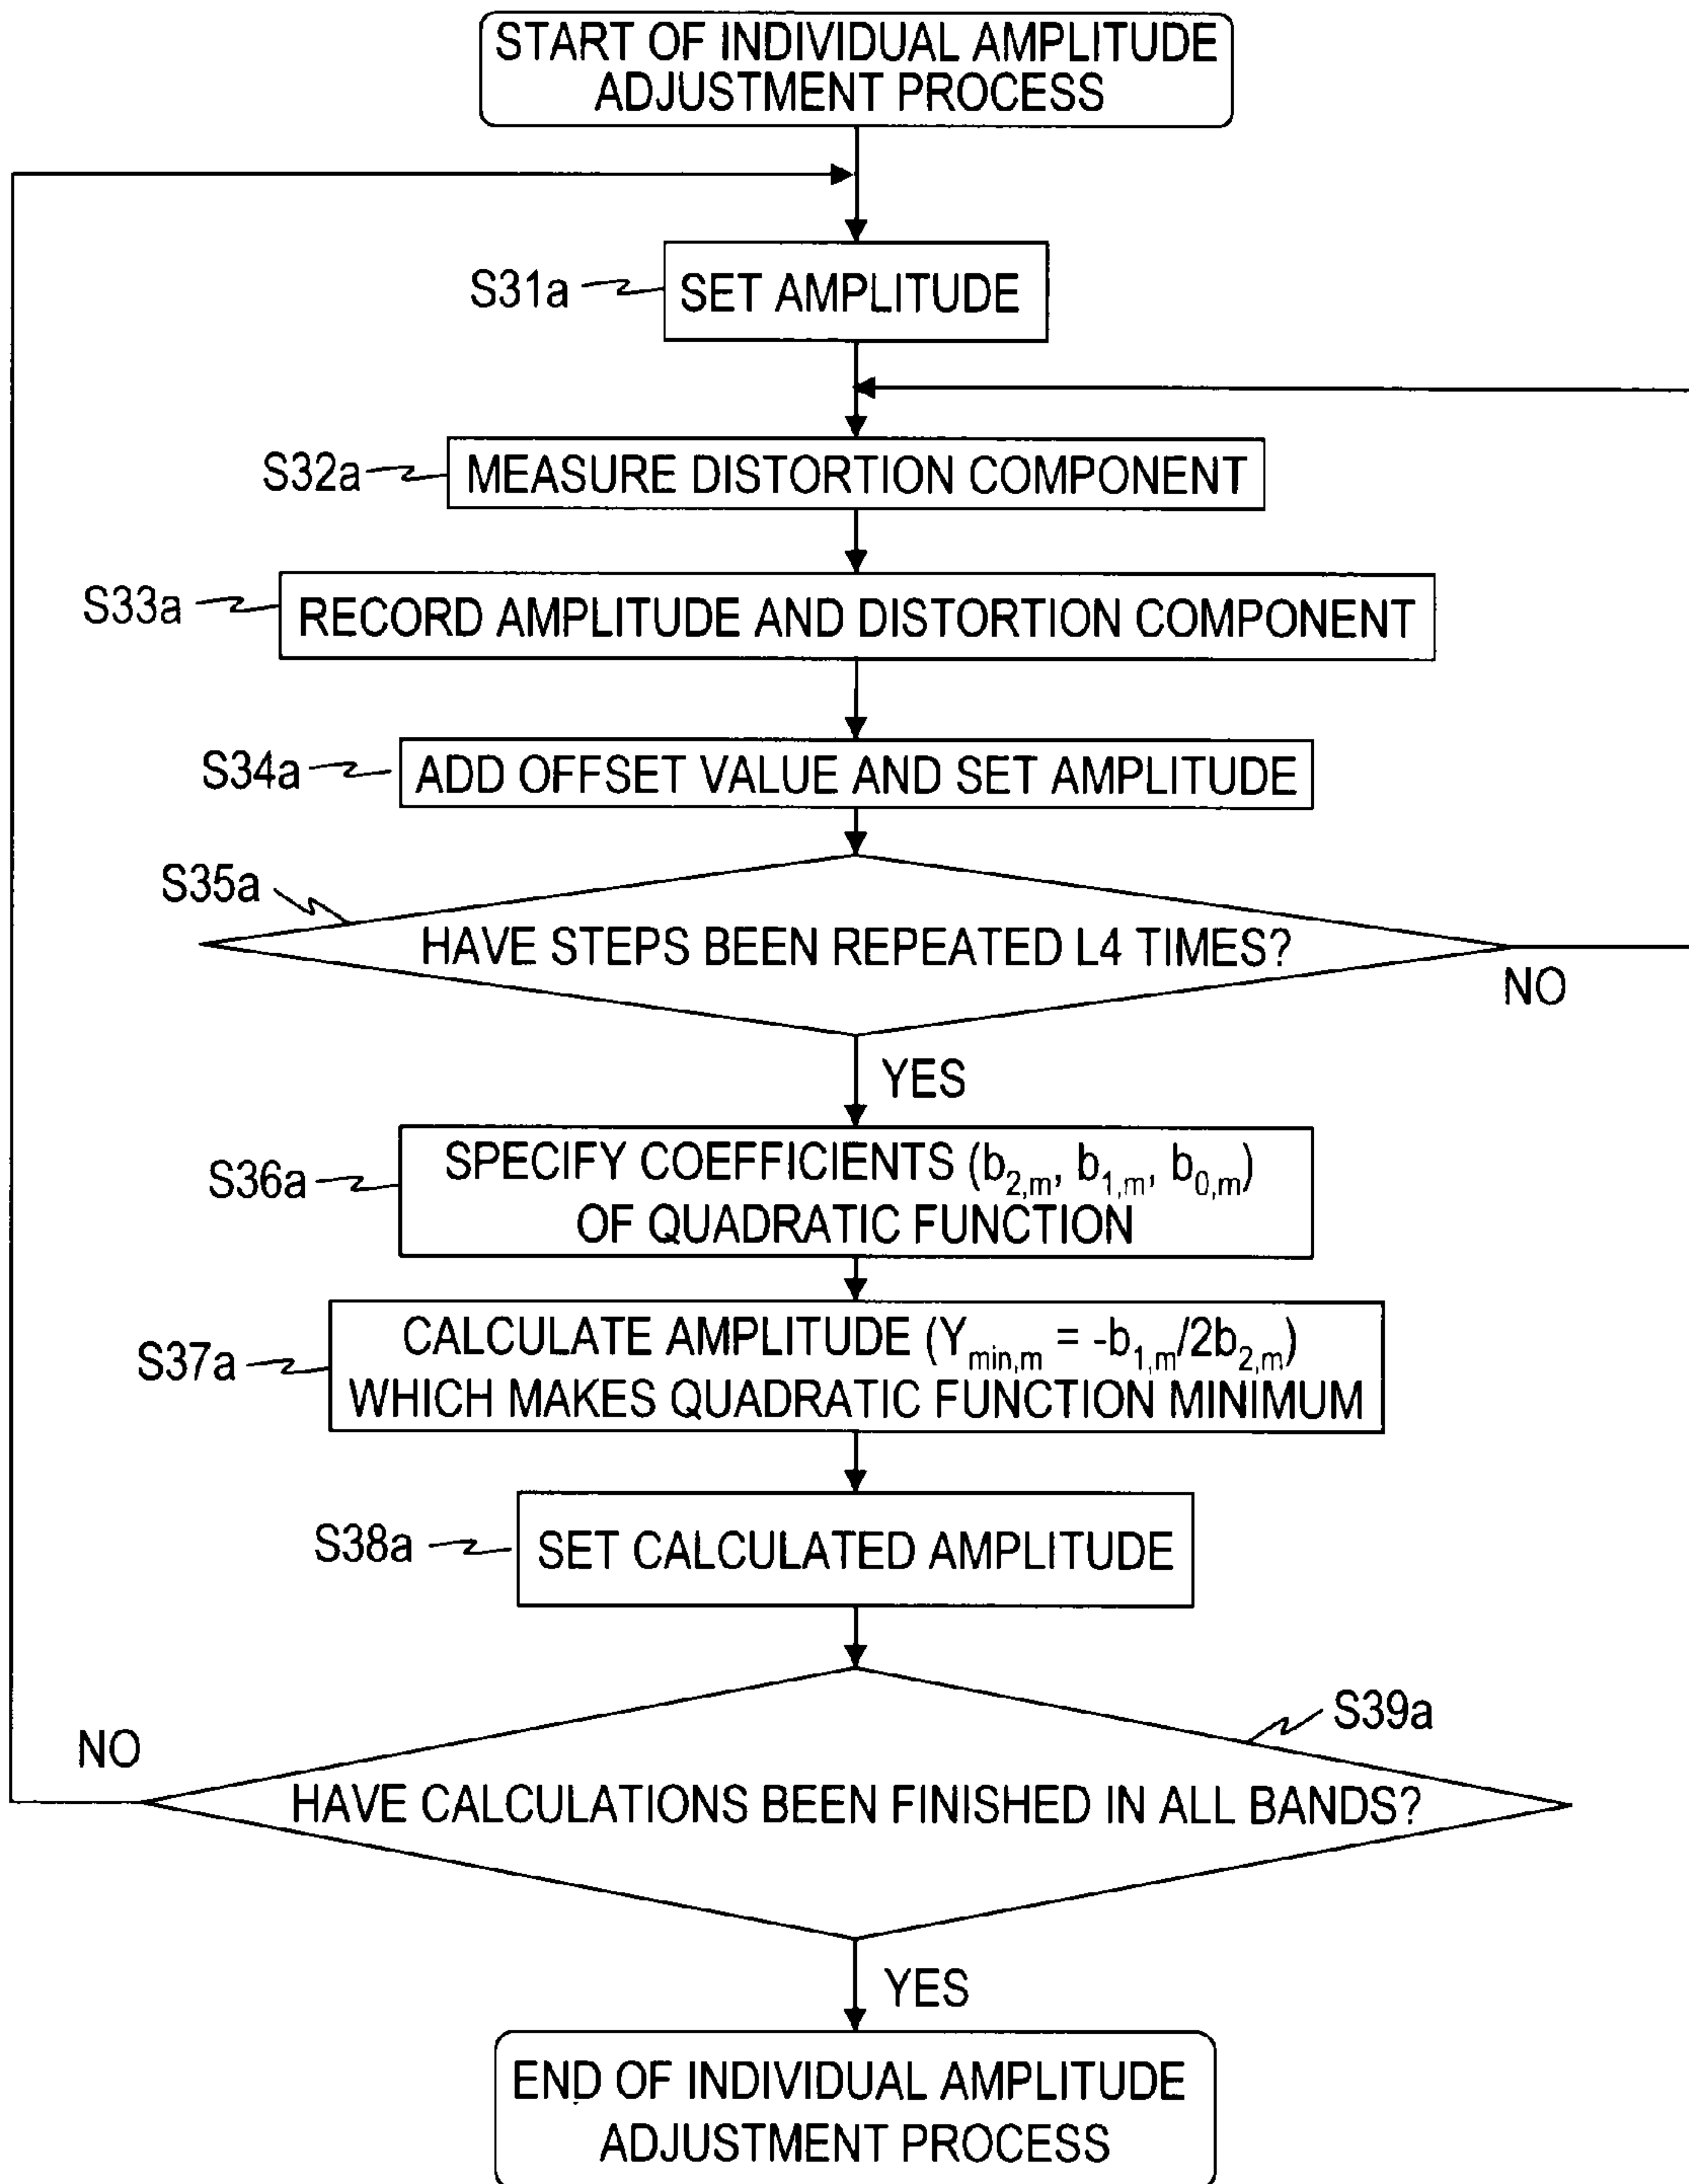 START OF INDIVIDUAL AMPLITUDE
ADJUSTMENT PROCESS
S31a
SET AMPLITUDE
S32a
MEASURE DISTORTION COMPONENT
S33a
RECORD AMPLITUDE AND DISTORTION COMPONENT
S34a
ADD OFFSET VALUE AND SET AMPLITUDE
S35a
HAVE STEPS BEEN REPEATED L4 TIMES?
NO
YES
S36a
SPECIFY COEFFICIENTS (b2,m, b1,m, b0,m)
OF QUADRATIC FUNCTION
S37a
CALCULATE AMPLITUDE (Ymin,m = -b1,m/2b2,m)
WHICH MAKES QUADRATIC FUNCTION MINIMUM
S38a
SET CALCULATED AMPLITUDE
S39a
NO
HAVE CALCULATIONS BEEN FINISHED IN ALL BANDS?
YES
END OF INDIVIDUAL AMPLITUDE
ADJUSTMENT PROCESS